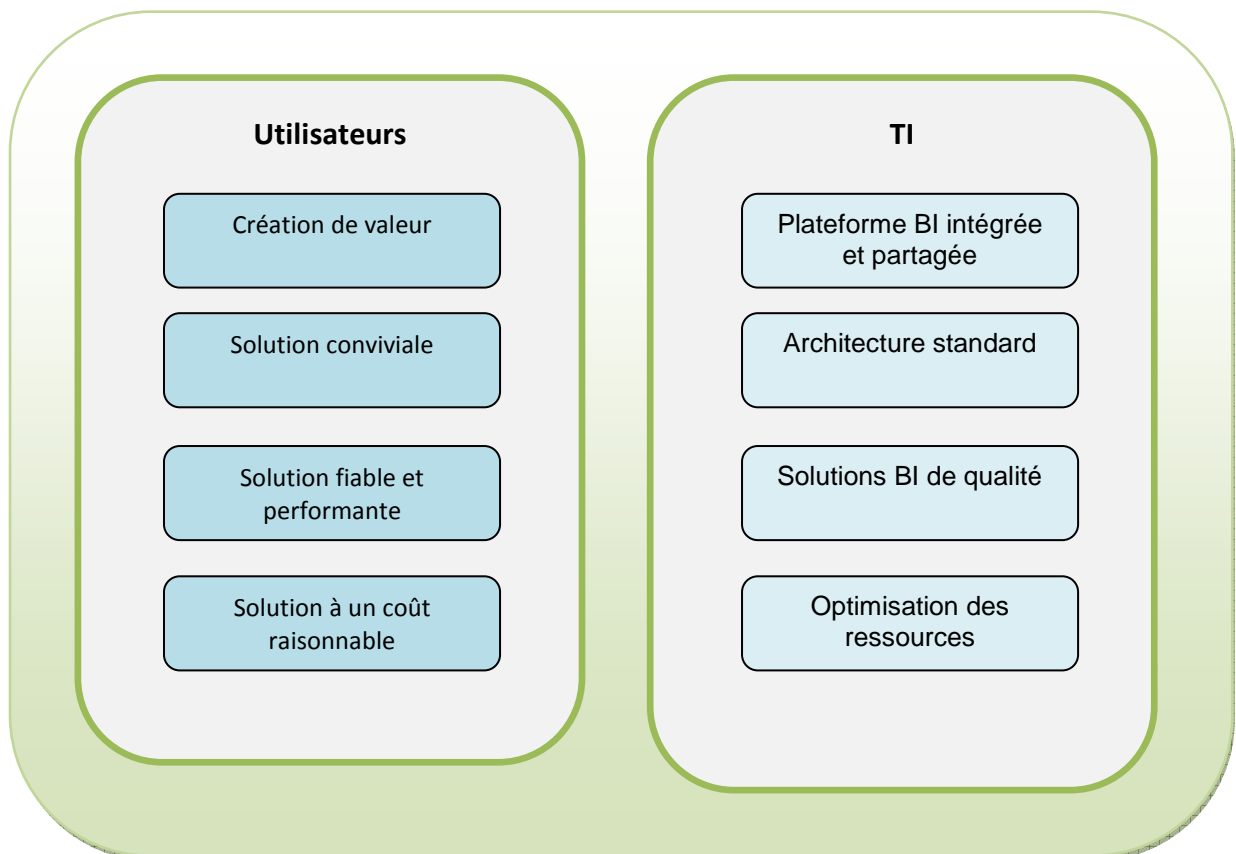 Utilisateurs
Création de valeur
Solution conviviale
Solution fiable et
performante
Solution à un coût
raisonnable
TI
Plateforme BI intégrée
et partagée
Architecture standard
Solutions BI de qualité
Optimisation des
ressources